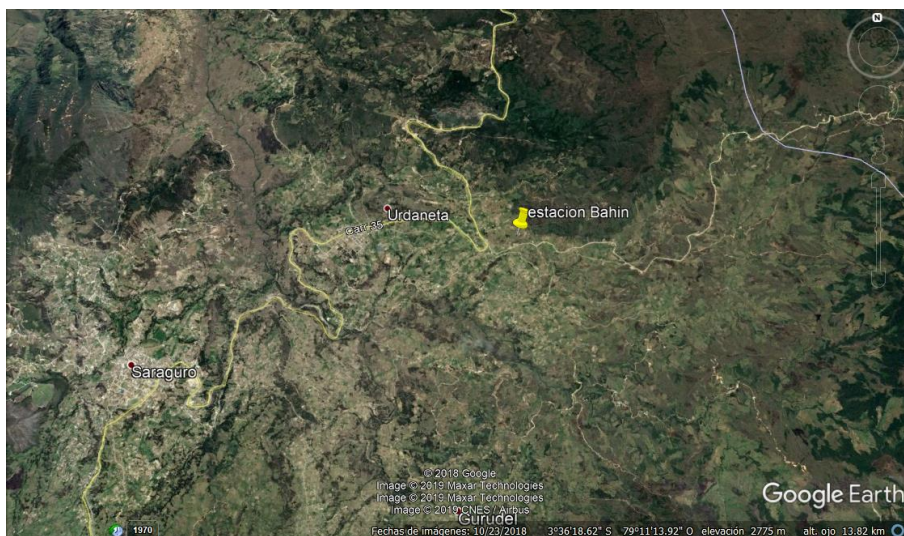 N
Urdaneta
estacion Bahin
Carr 35
Saraguro
© 2018 Google
Image © 2019 Maxar Technologies
Image © 2019 Maxar Technologies
Image © 2019 CNES / Airbus
Gurudel
Google Earth
1970
Fechas de imágenes: 10/23/2018 3°36'18.62" S 79°11'13.92" O elevación 2775 m alt. ojo 13.82 km